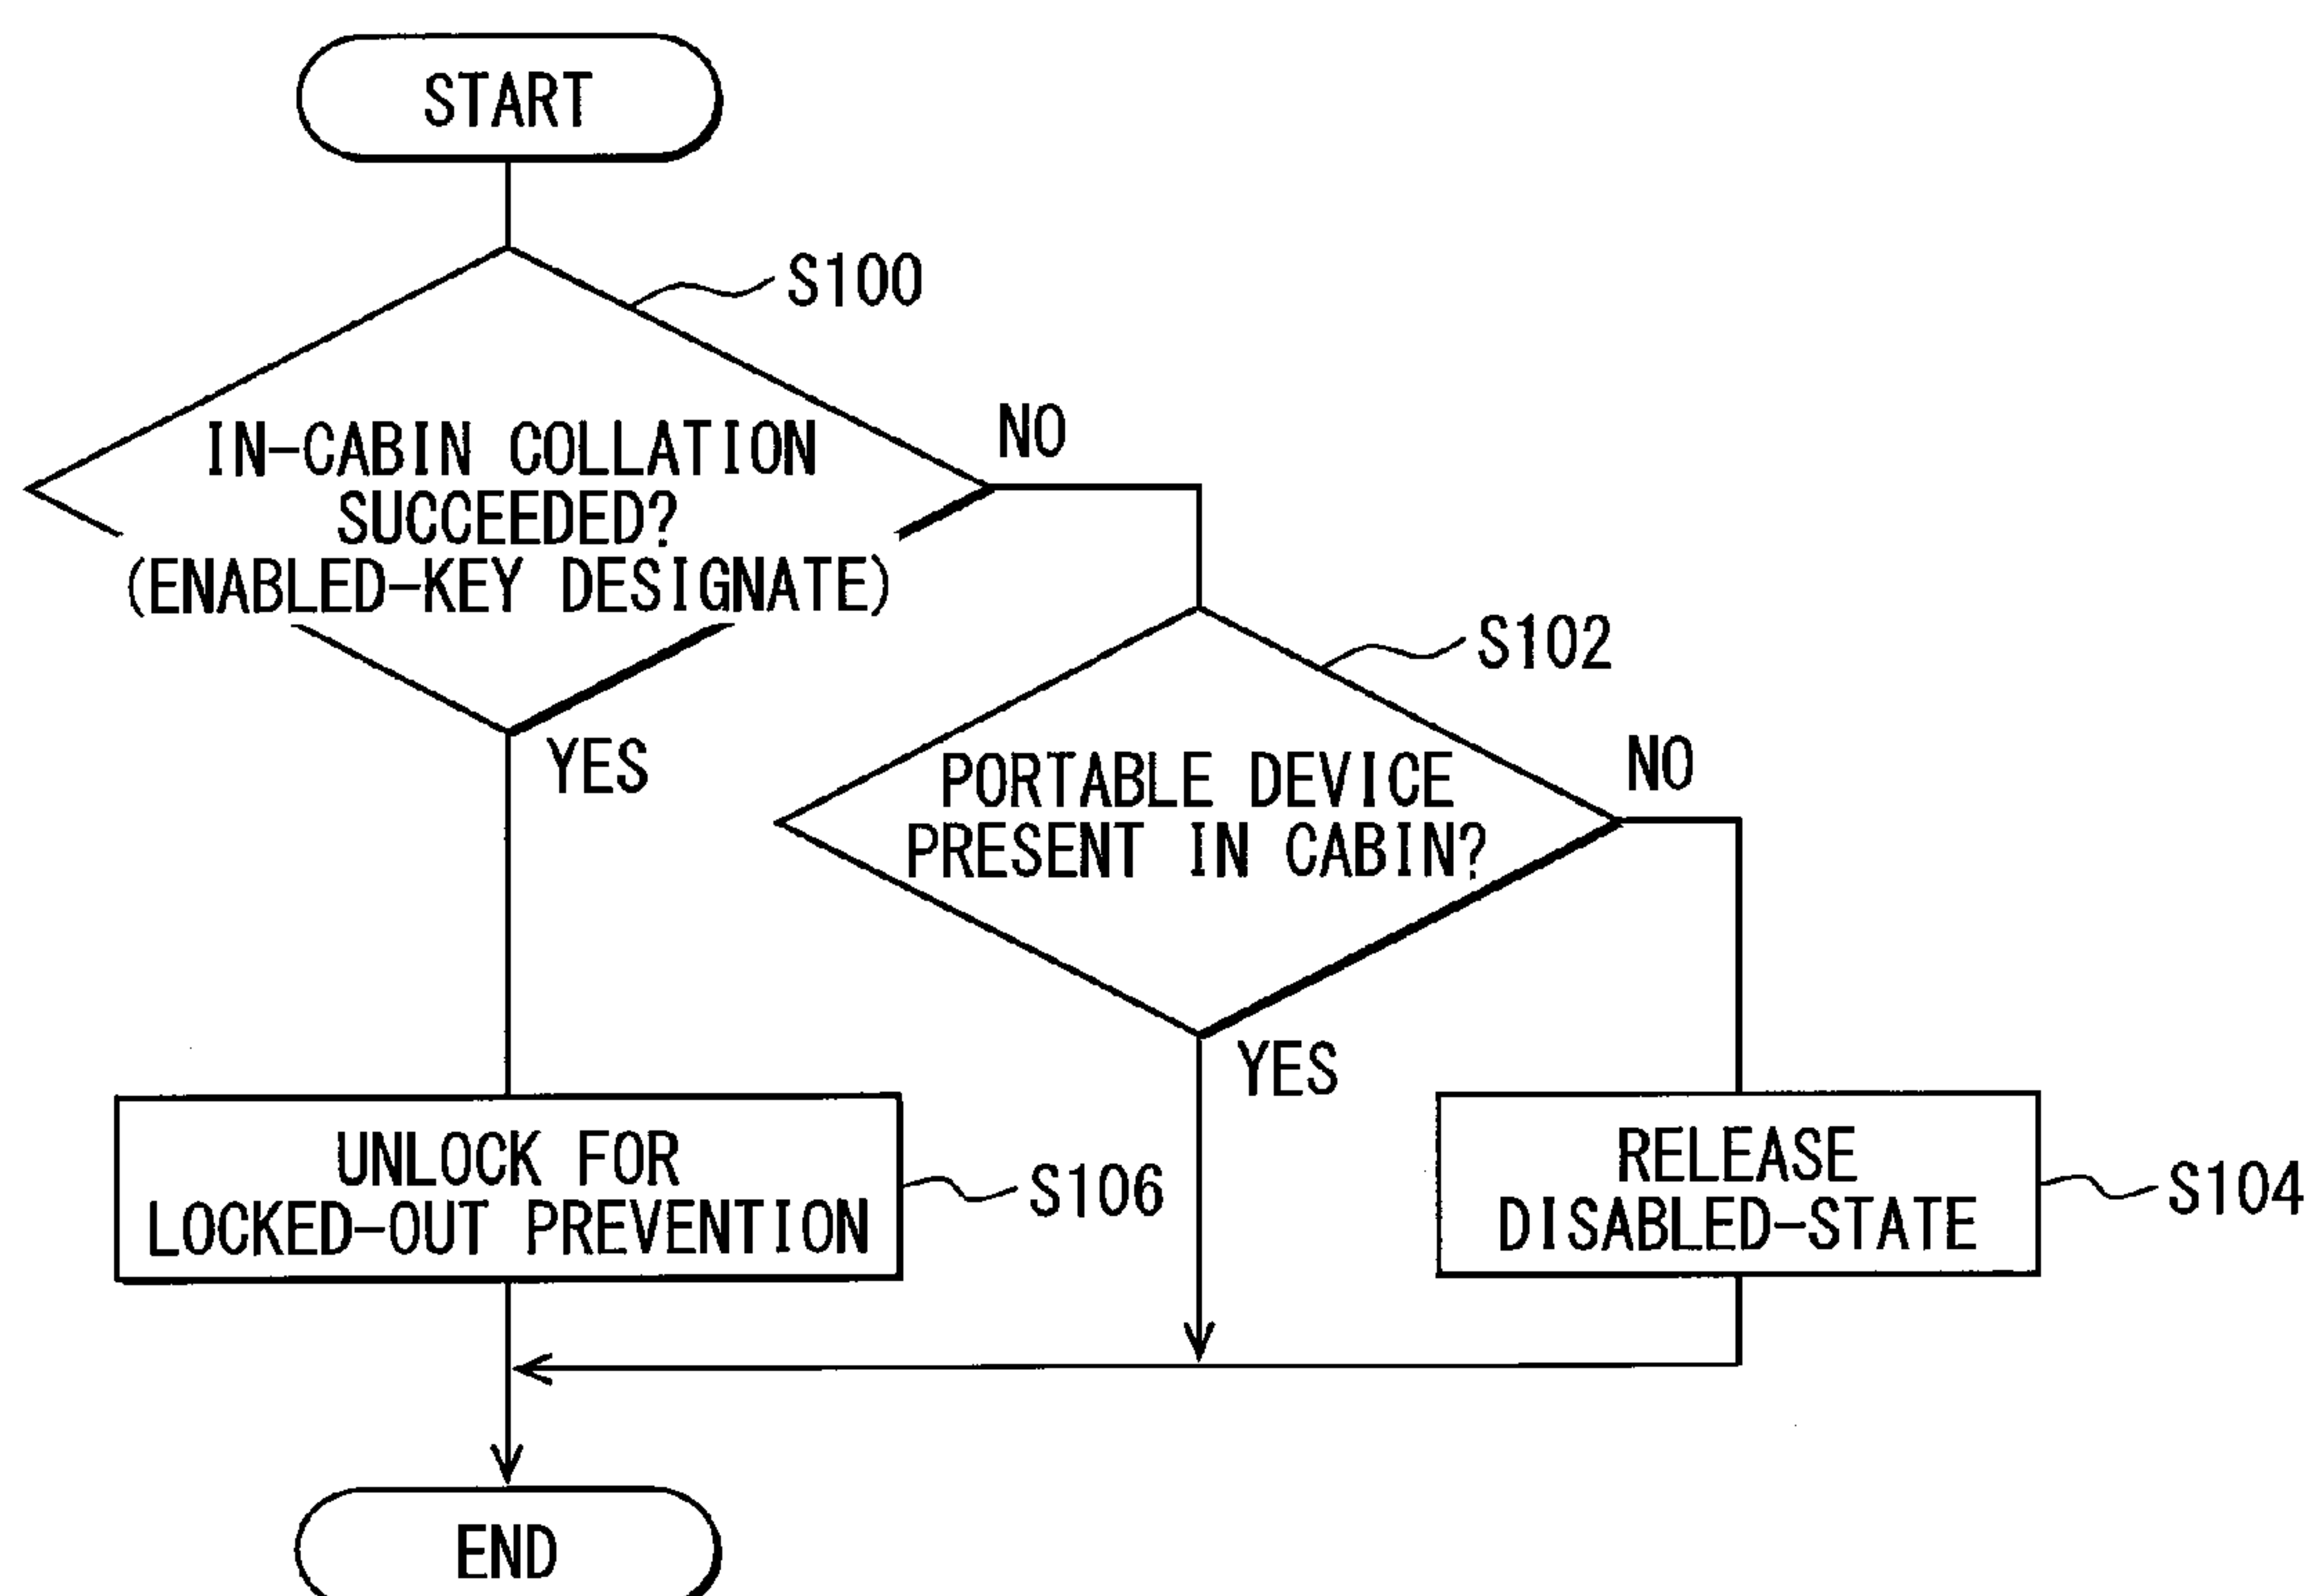 START
S100
IN-CABIN COLLATION
SUCCEEDED?
(ENABLED-KEY DESIGNATE)
NO
YES
S102
PORTABLE DEVICE
PRESENT IN CABIN?
NO
YES
UNLOCK FOR
LOCKED-OUT PREVENTION
S106
RELEASE
DISABLED-STATE
S104
END